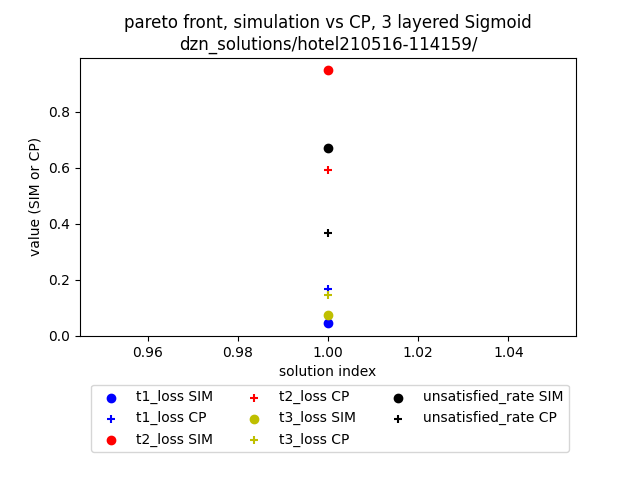 pareto front, simulation vs CP, 3 layered Sigmoid
dzn_solutions/hotel210516-114159/
value (SIM or CP)
0.8
0.6
0.4
0.2
0.0
0.96 0.98 1.00 1.02 1.04
solution index
t1_loss SIM t2_loss CP unsatisfied_rate SIM
t1_loss CP t3_loss SIM unsatisfied_rate CP
t2_loss SIM t3_loss CP